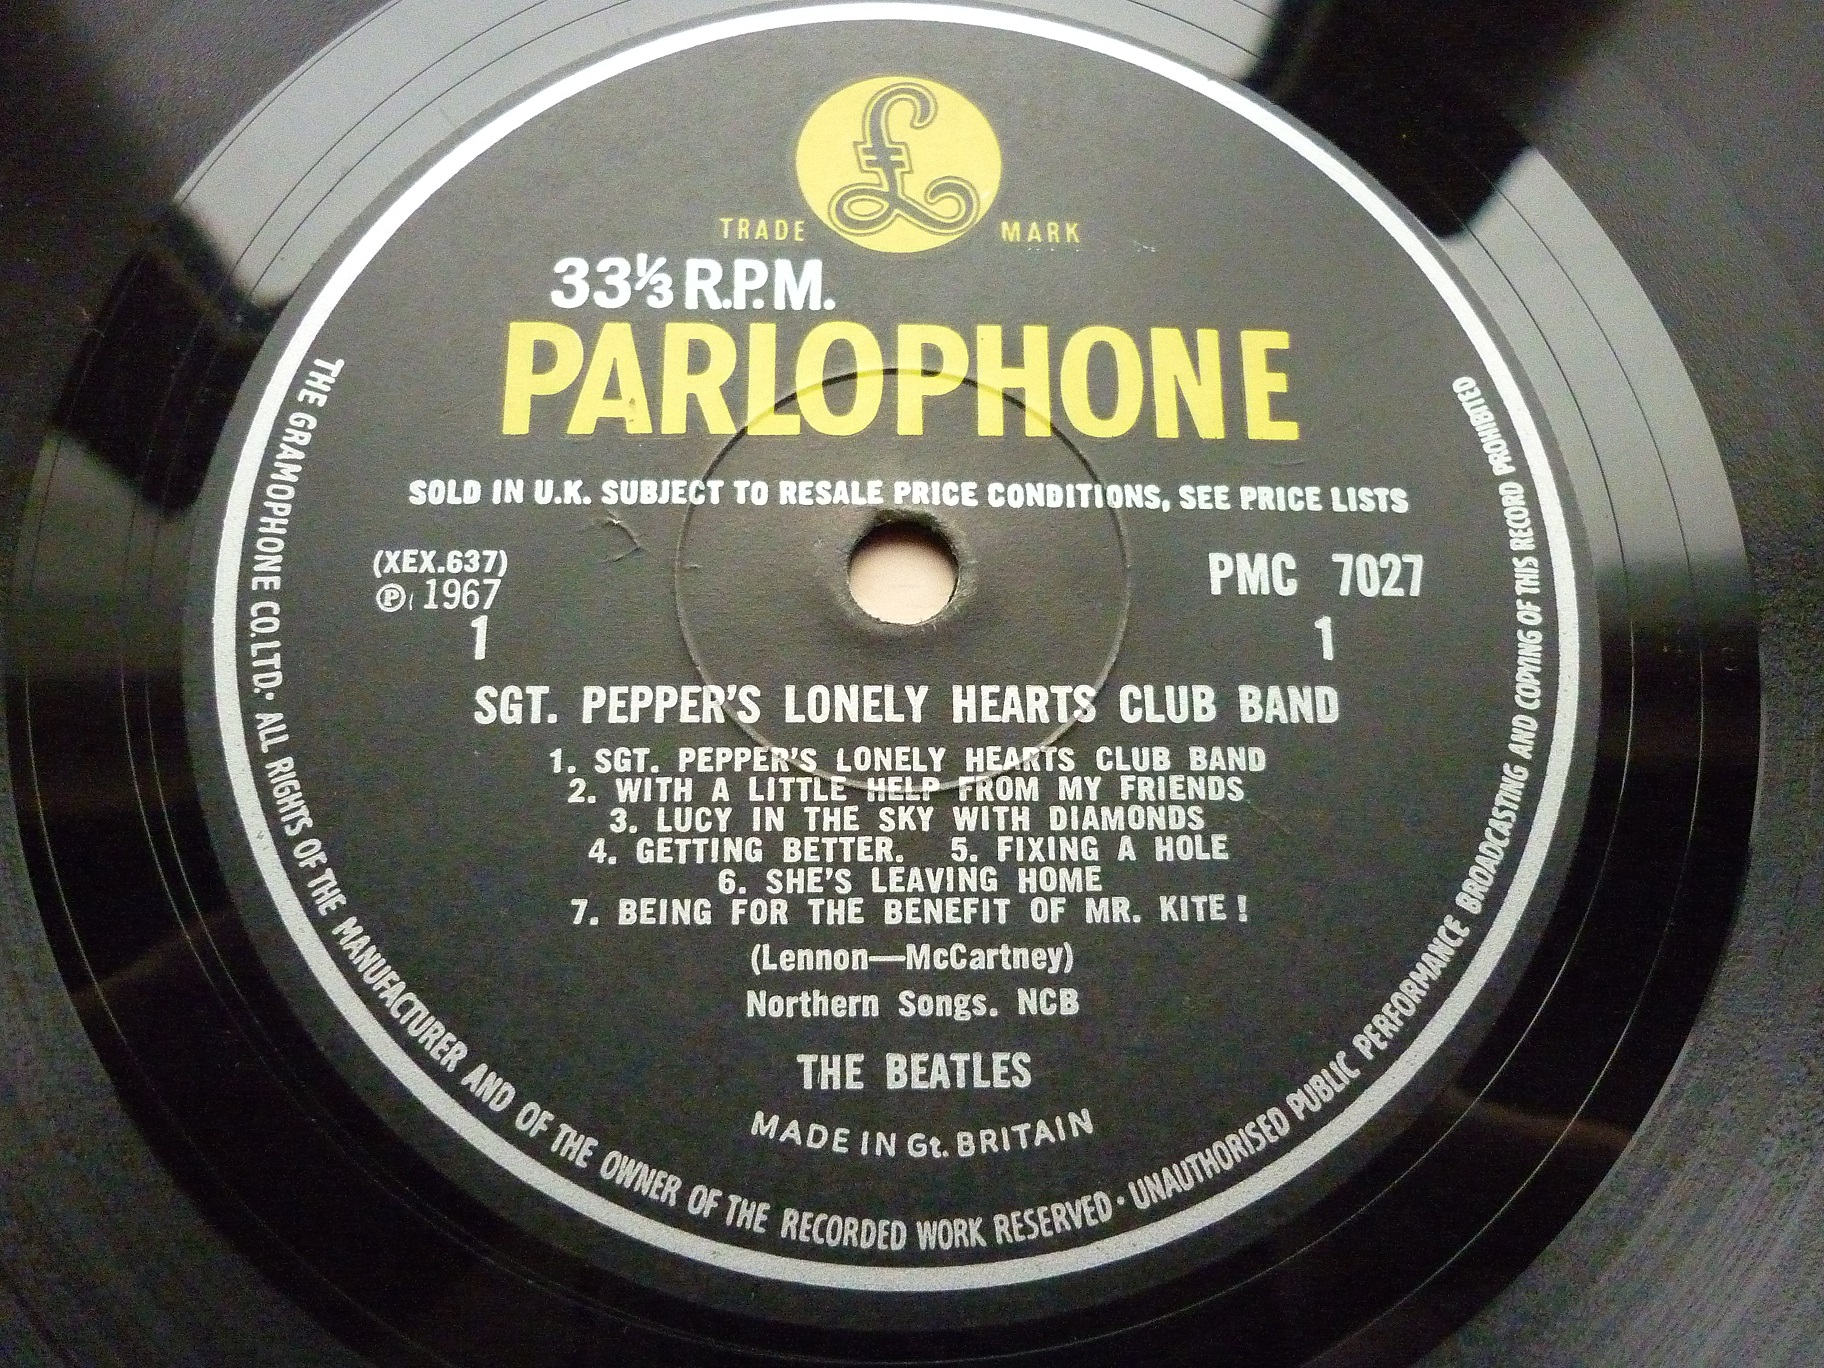 £
TRADE MARK
33⅓ R.P.M.
PARLOPHONE
SOLD IN U.K. SUBJECT TO RESALE PRICE CONDITIONS, SEE PRICE LISTS
(XEX.637) PMC 7027
℗ 1967
1 1
SGT. PEPPER'S LONELY HEARTS CLUB BAND
1. SGT. PEPPER'S LONELY HEARTS CLUB BAND
2. WITH A LITTLE HELP FROM MY FRIENDS
3. LUCY IN THE SKY WITH DIAMONDS
4. GETTING BETTER. 5. FIXING A HOLE
6. SHE'S LEAVING HOME
7. BEING FOR THE BENEFIT OF MR. KITE !
(Lennon—McCartney)
Northern Songs. NCB
THE BEATLES
MADE IN Gt. BRITAIN
THE GRAMOPHONE CO. LTD. · ALL RIGHTS OF THE MANUFACTURER AND OF THE OWNER OF THE RECORDED WORK RESERVED · UNAUTHORISED PUBLIC PERFORMANCE BROADCASTING AND COPYING OF THIS RECORD PROHIBITED